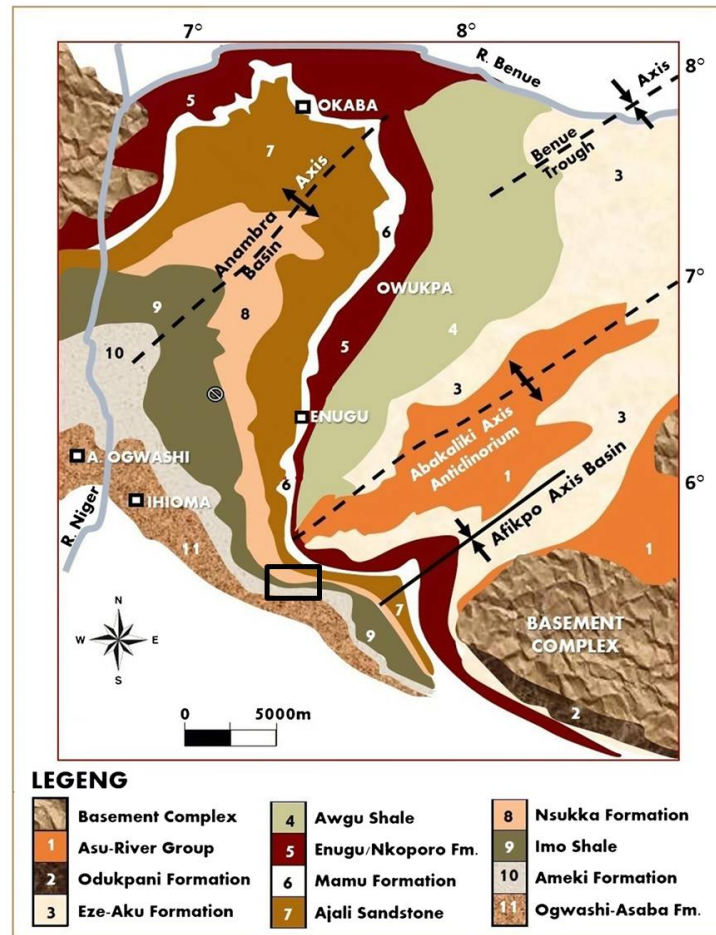 7°
8°
8°
R. Benue
Axis
5
OKABA
Benue
Trough
3
7
Axis
Anambra
Basin
6
OWUKPA
7°
9
4
8
10
5
3
ENUGU
3
Abakaliki Axis
Anticlinorium
A. OGWASHI
1
6
6°
IHIOMA
Afikpo Axis Basin
R. Niger
11
1
7
BASEMENT
COMPLEX
N
W E
S
9
2
0 5000m
LEGENG
Basement Complex
1 Asu-River Group
2 Odukpani Formation
3 Eze-Aku Formation
4 Awgu Shale
5 Enugu/Nkoporo Fm.
6 Mamu Formation
7 Ajali Sandstone
8 Nsukka Formation
9 Imo Shale
10 Ameki Formation
11 Ogwashi-Asaba Fm.